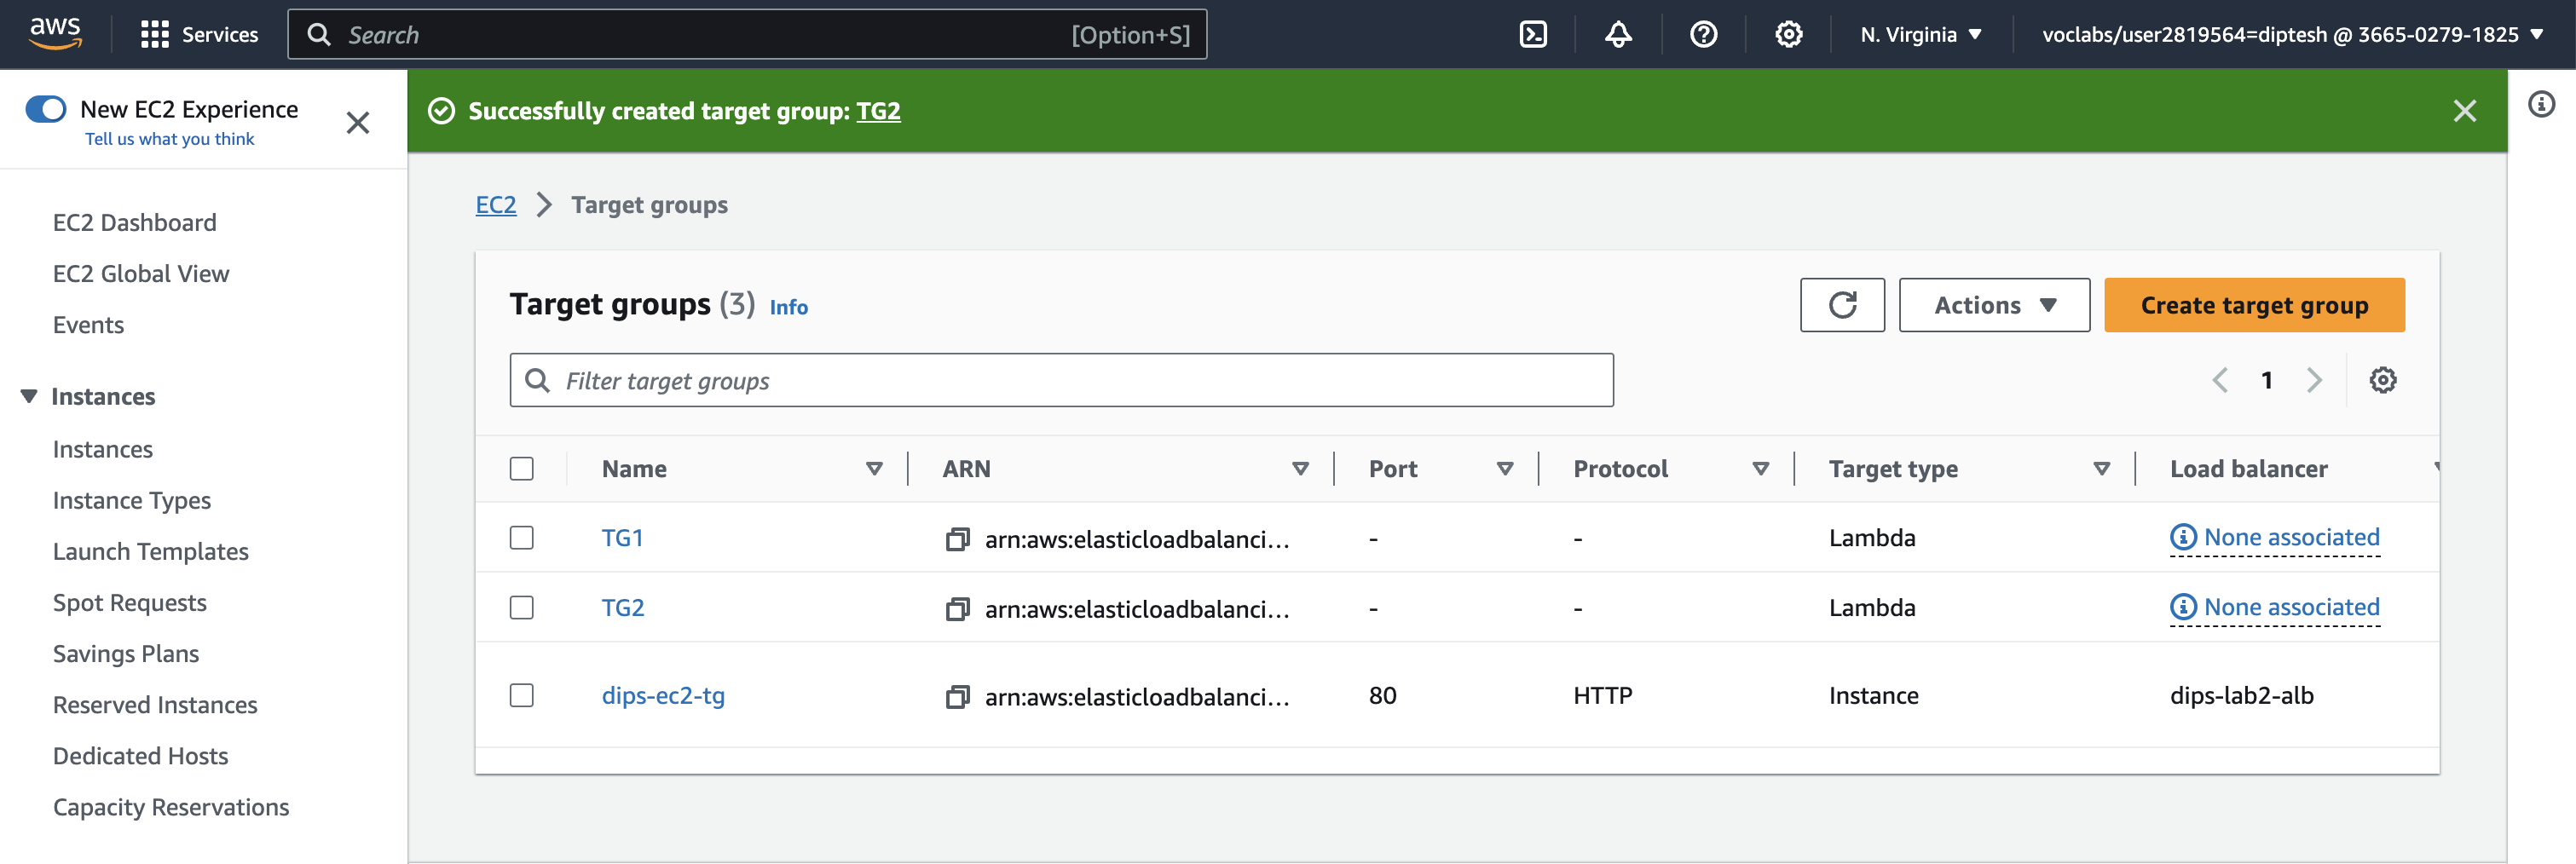 aws
Services
Search
[Option+S]
N. Virginia
voclabs/user2819564=diptesh @ 3665-0279-1825
New EC2 Experience
Tell us what you think
EC2 Dashboard
EC2 Global View
Events
Instances
Instances
Instance Types
Launch Templates
Spot Requests
Savings Plans
Reserved Instances
Dedicated Hosts
Capacity Reservations
Successfully created target group: TG2
EC2 Target groups
Target groups (3) Info
Actions
Create target group
Filter target groups
1
Name ARN Port Protocol Target type Load balancer
TG1 arn:aws:elasticloadbalanci... - - Lambda None associated
TG2 arn:aws:elasticloadbalanci... - - Lambda None associated
dips-ec2-tg arn:aws:elasticloadbalanci... 80 HTTP Instance dips-lab2-alb